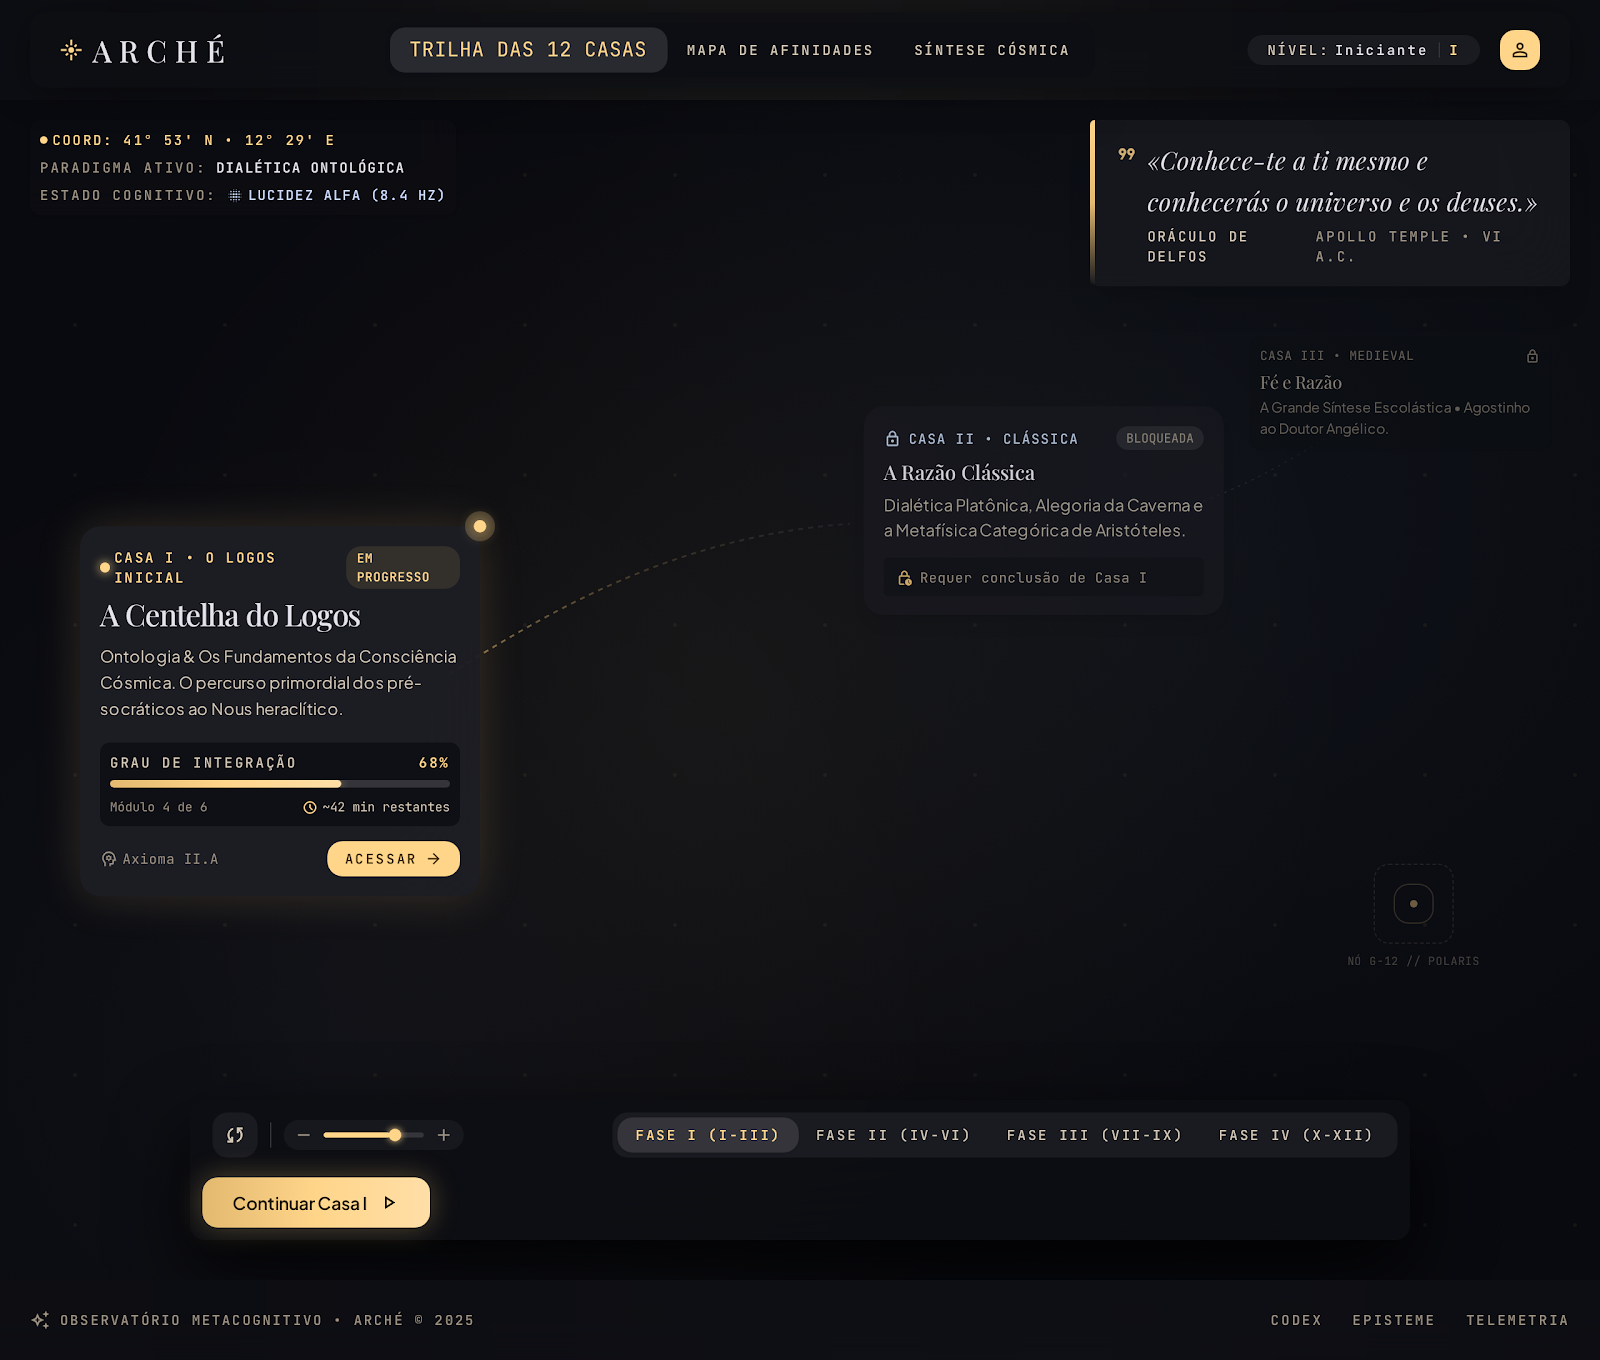 ARCHÉ
TRILHA DAS 12 CASAS
MAPA DE AFINIDADES
SÍNTESE CÓSMICA
NÍVEL: Iniciante | I
COORD: 41° 53' N • 12° 29' E
PARADIGMA ATIVO: DIALÉTICA ONTOLÓGICA
ESTADO COGNITIVO: LUCIDEZ ALFA (8.4 HZ)
«Conhece-te a ti mesmo e
conhecerás o universo e os deuses.»
ORÁCULO DE
DELFOS
APOLLO TEMPLE • VI
A.C.
CASA III • MEDIEVAL
Fé e Razão
A Grande Síntese Escolástica • Agostinho
ao Doutor Angélico.
CASA II • CLÁSSICA
BLOQUEADA
A Razão Clássica
Dialética Platônica, Alegoria da Caverna e
a Metafísica Categórica de Aristóteles.
Requer conclusão de Casa I
CASA I • O LOGOS
INICIAL
EM
PROGRESSO
A Centelha do Logos
Ontologia & Os Fundamentos da Consciência
Cósmica. O percurso primordial dos pré-
socráticos ao Nous heraclítico.
GRAU DE INTEGRAÇÃO
68%
Módulo 4 de 6
~42 min restantes
Axioma II.A
ACESSAR
NÓ G-12 // POLARIS
FASE I (I-III)
FASE II (IV-VI)
FASE III (VII-IX)
FASE IV (X-XII)
Continuar Casa I
OBSERVATÓRIO METACOGNITIVO • ARCHÉ © 2025
CODEX
EPISTEME
TELEMETRIA